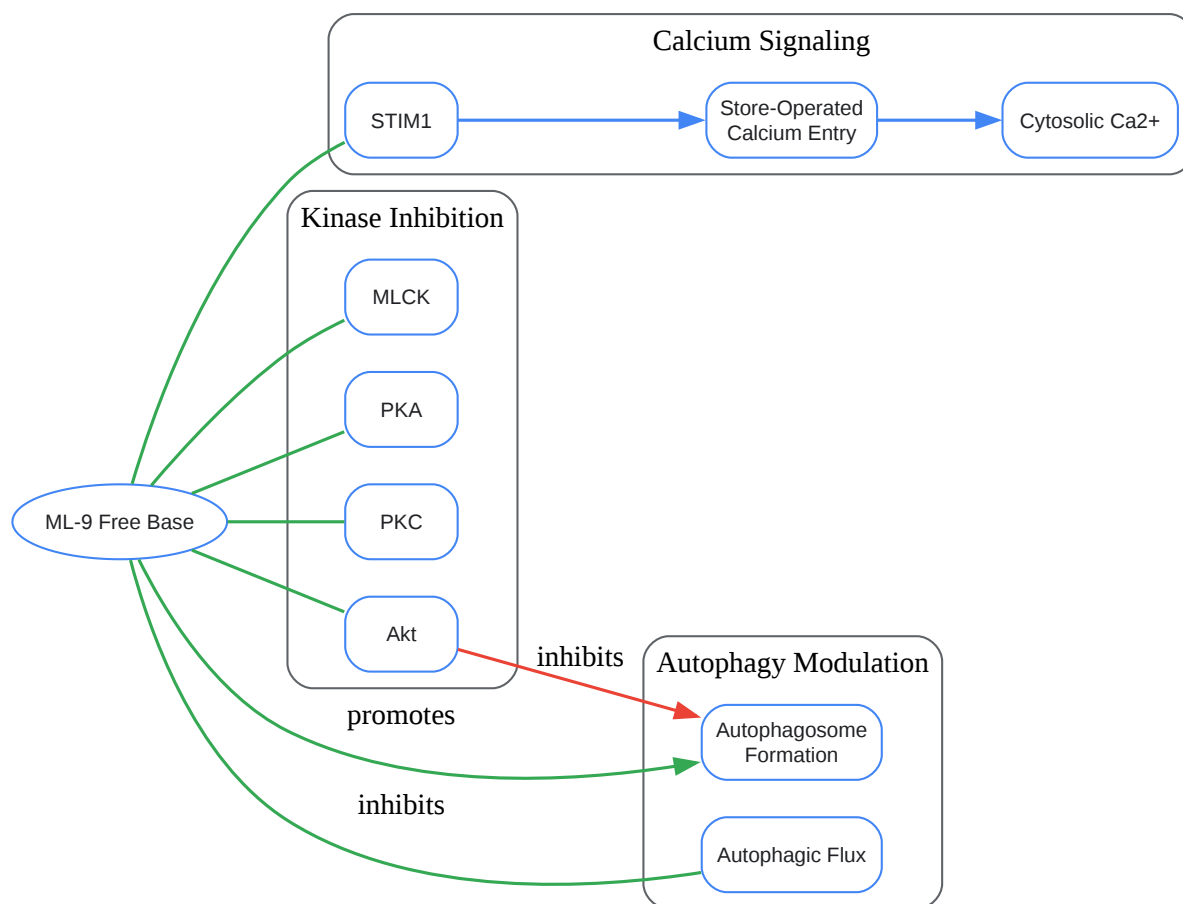 Calcium Signaling
STIM1
Store-Operated
Calcium Entry
Cytosolic Ca2+
Kinase Inhibition
MLCK
PKA
PKC
Akt
ML-9 Free Base
inhibits
promotes
inhibits
Autophagy Modulation
Autophagosome
Formation
Autophagic Flux